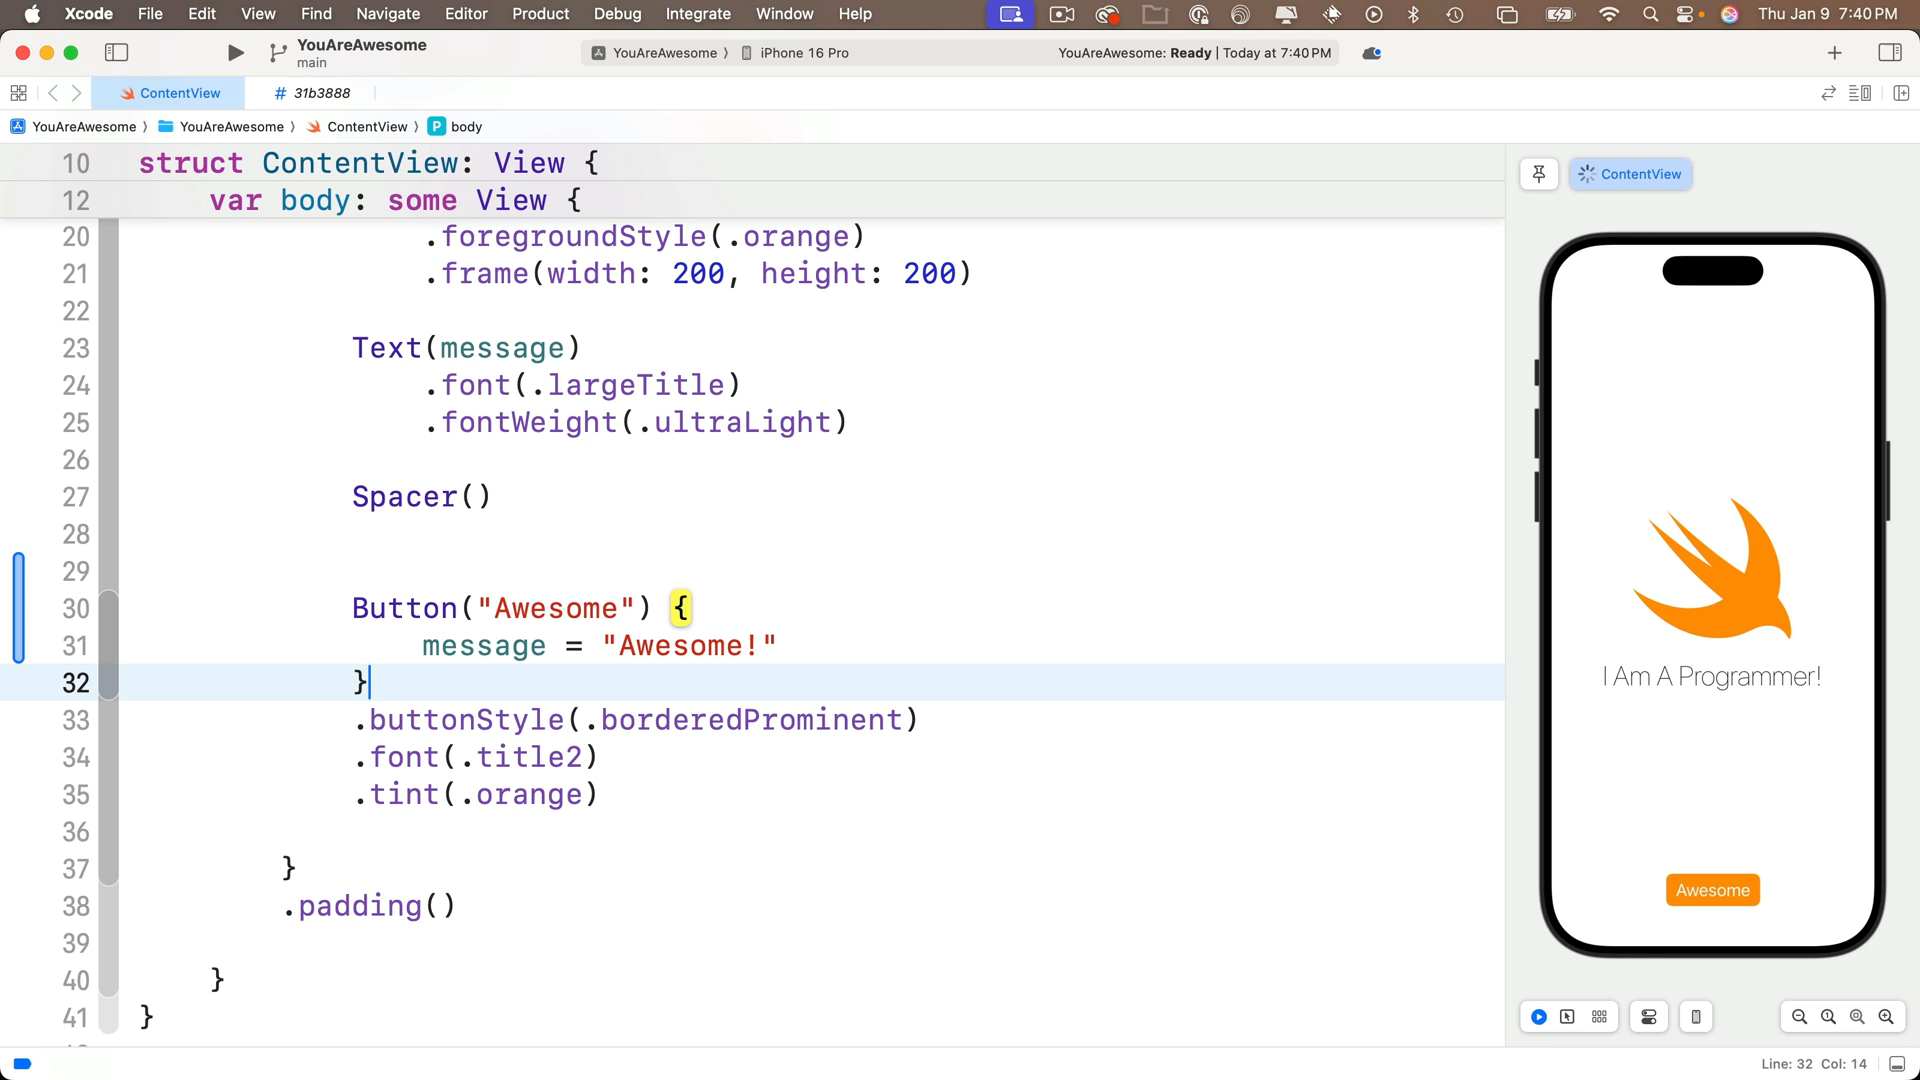 Xcode File Edit View Find Navigate Editor Product Debug Integrate Window Help Thu Jan 9 7:40 PM
YouAreAwesome
main
YouAreAwesome iPhone 16 Pro YouAreAwesome: Ready | Today at 7:40 PM
ContentView # 31b3888
YouAreAwesome YouAreAwesome ContentView P body
10 struct ContentView: View {
12 var body: some View {
20 .foregroundStyle(.orange)
21 .frame(width: 200, height: 200)
22
23 Text(message)
24 .font(.largeTitle)
25 .fontWeight(.ultraLight)
26
27 Spacer()
28
29
30 Button("Awesome") {
31 message = "Awesome!"
32 }
33 .buttonStyle(.borderedProminent)
34 .font(.title2)
35 .tint(.orange)
36
37 }
38 .padding()
39
40 }
41 }
ContentView
I Am A Programmer!
Awesome
Line: 32 Col: 14